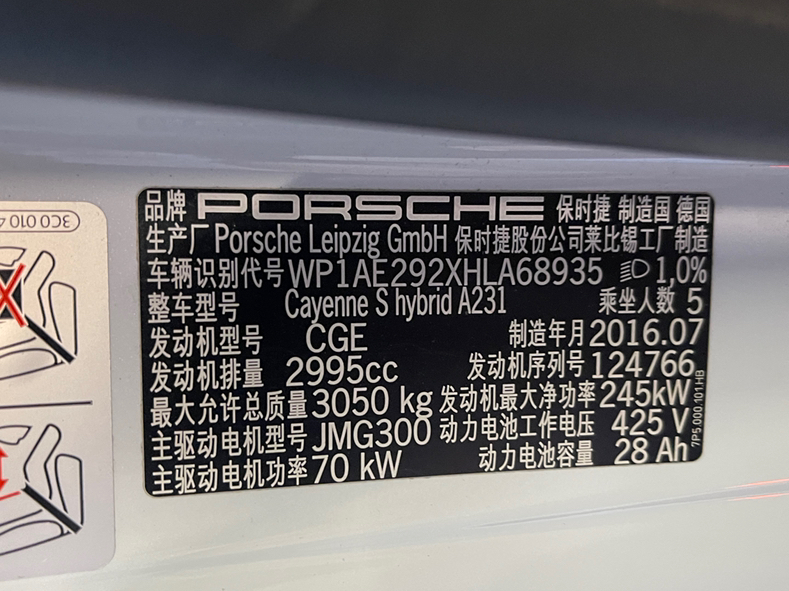 3C0 010 4
品牌 PORSCHE 保时捷 制造国 德国
生产厂 Porsche Leipzig GmbH 保时捷股份公司莱比锡工厂制造
车辆识别代号 WP1AE292XHLA68935 1,0%
整车型号 Cayenne S hybrid A231 乘坐人数 5
发动机型号 CGE 制造年月 2016.07
发动机排量 2995cc 发动机序列号 124766
最大允许总质量 3050 kg 发动机最大净功率 245kW
主驱动电机型号 JMG300 动力电池工作电压 425 V
主驱动电机功率 70 kW 动力电池容量 28 Ah
7P5.000.101.HB